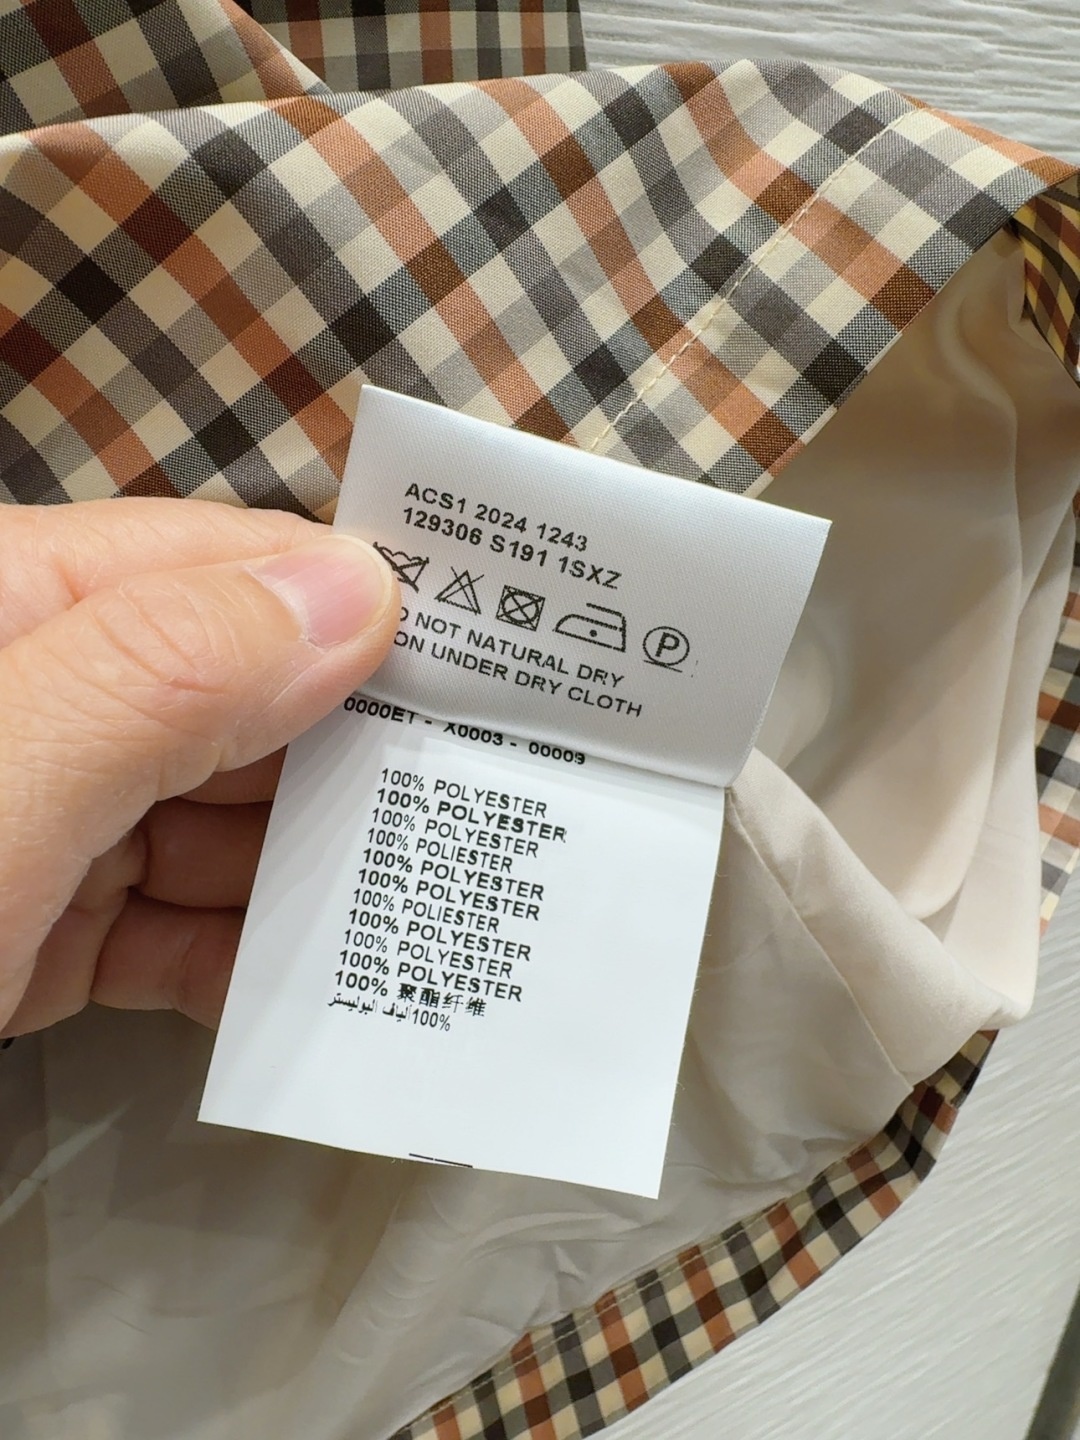 ACS1 2024 1243
129306 S191 1SXZ
P
NOT NATURAL DRY
UNDER DRY CLOTH
0000ET - X0003 - 00009
100% POLYESTER
100% POLYESTER
100% POLYESTER
100% POLIESTER
100% POLYESTER
100% POLYESTER
100% POLIESTER
100% POLYESTER
100% POLYESTER
100% POLYESTER
100% 聚酯纤维
100% ألياف البوليستر